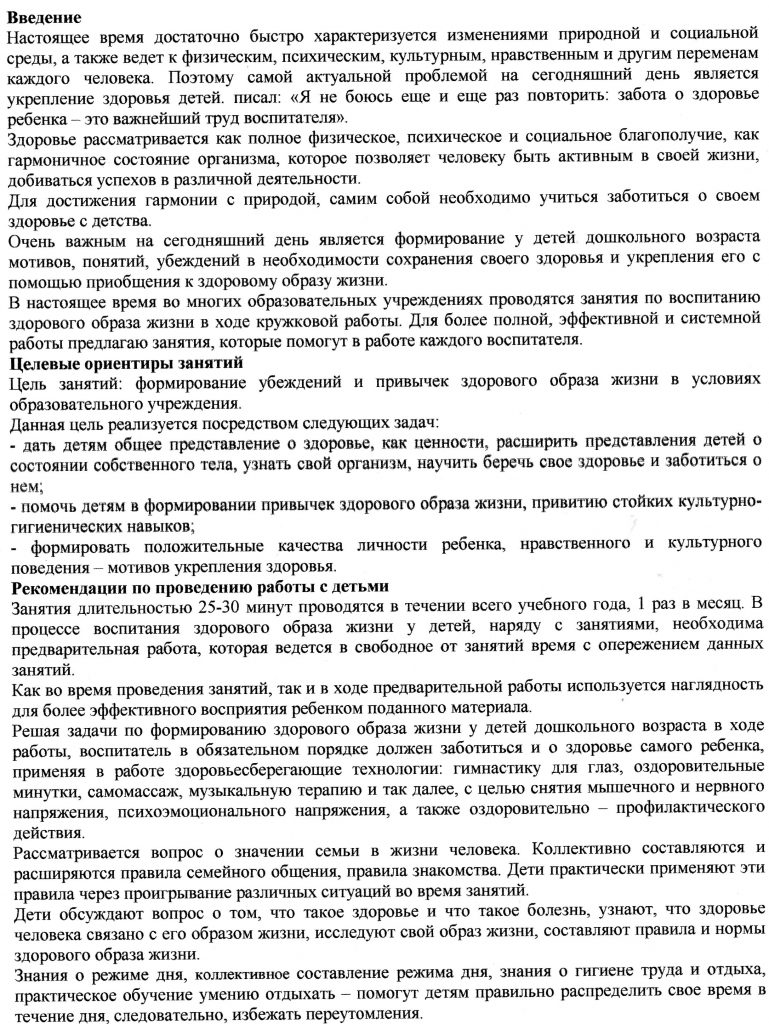 Введение
Настоящее время достаточно быстро характеризуется изменениями природной и социальной
среды, а также ведет к физическим, психическим, культурным, нравственным и другим переменам
каждого человека. Поэтому самой актуальной проблемой на сегодняшний день является
укрепление здоровья детей. писал: «Я не боюсь еще и еще раз повторить: забота о здоровье
ребенка – это важнейший труд воспитателя».
Здоровье рассматривается как полное физическое, психическое и социальное благополучие, как
гармоничное состояние организма, которое позволяет человеку быть активным в своей жизни,
добиваться успехов в различной деятельности.
Для достижения гармонии с природой, самим собой необходимо учиться заботиться о своем
здоровье с детства.
Очень важным на сегодняшний день является формирование у детей дошкольного возраста
мотивов, понятий, убеждений в необходимости сохранения своего здоровья и укрепления его с
помощью приобщения к здоровому образу жизни.
В настоящее время во многих образовательных учреждениях проводятся занятия по воспитанию
здорового образа жизни в ходе кружковой работы. Для более полной, эффективной и системной
работы предлагаю занятия, которые помогут в работе каждого воспитателя.
Целевые ориентиры занятий
Цель занятий: формирование убеждений и привычек здорового образа жизни в условиях
образовательного учреждения.
Данная цель реализуется посредством следующих задач:
- дать детям общее представление о здоровье, как ценности, расширить представления детей о
состоянии собственного тела, узнать свой организм, научить беречь свое здоровье и заботиться о
нем;
- помочь детям в формировании привычек здорового образа жизни, привитию стойких культурно-
гигиенических навыков;
- формировать положительные качества личности ребенка, нравственного и культурного
поведения – мотивов укрепления здоровья.
Рекомендации по проведению работы с детьми
Занятия длительностью 25-30 минут проводятся в течении всего учебного года, 1 раз в месяц. В
процессе воспитания здорового образа жизни у детей, наряду с занятиями, необходима
предварительная работа, которая ведется в свободное от занятий время с опережением данных
занятий.
Как во время проведения занятий, так и в ходе предварительной работы используется наглядность
для более эффективного восприятия ребенком поданного материала.
Решая задачи по формированию здорового образа жизни у детей дошкольного возраста в ходе
работы, воспитатель в обязательном порядке должен заботиться и о здоровье самого ребенка,
применяя в работе здоровьесберегающие технологии: гимнастику для глаз, оздоровительные
минутки, самомассаж, музыкальную терапию и так далее, с целью снятия мышечного и нервного
напряжения, психоэмоционального напряжения, а также оздоровительно – профилактического
действия.
Рассматривается вопрос о значении семьи в жизни человека. Коллективно составляются и
расширяются правила семейного общения, правила знакомства. Дети практически применяют эти
правила через проигрывание различных ситуаций во время занятий.
Дети обсуждают вопрос о том, что такое здоровье и что такое болезнь, узнают, что здоровье
человека связано с его образом жизни, исследуют свой образ жизни, составляют правила и нормы
здорового образа жизни.
Знания о режиме дня, коллективное составление режима дня, знания о гигиене труда и отдыха,
практическое обучение умению отдыхать – помогут детям правильно распределить свое время в
течение дня, следовательно, избежать переутомления.